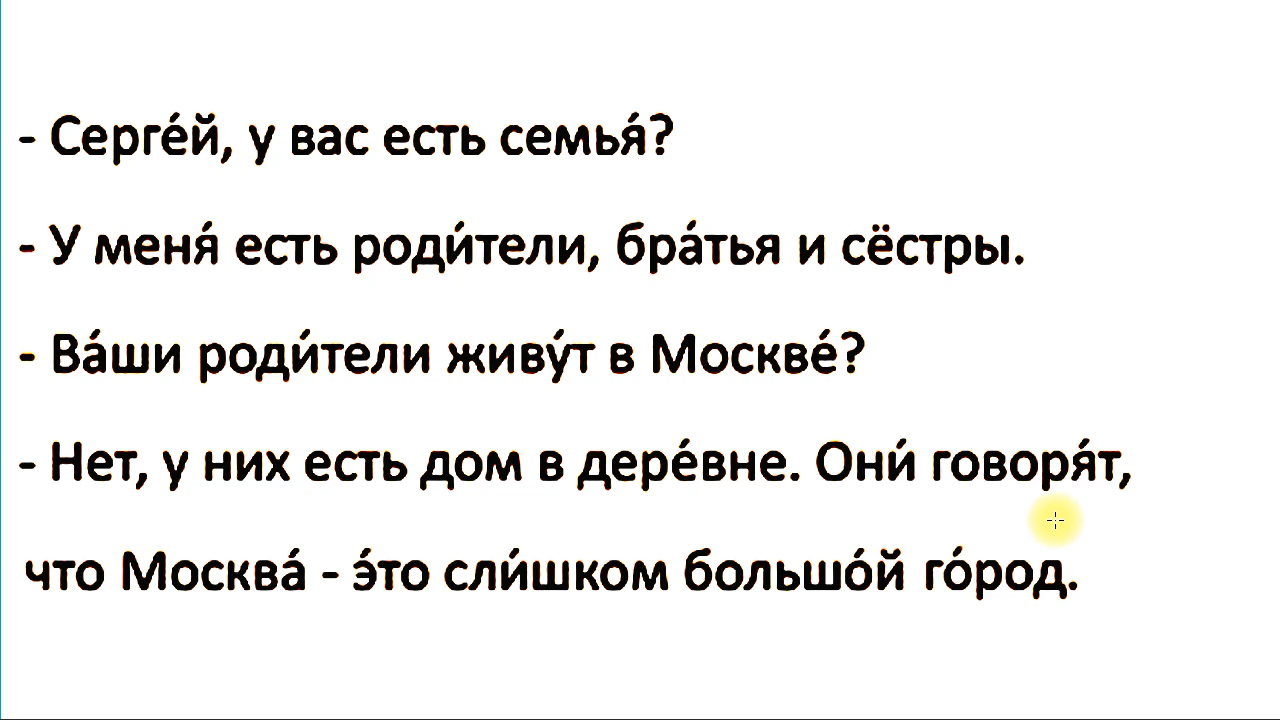 - Серге́й, у вас есть семья́?
- У меня́ есть роди́тели, бра́тья и сёстры.
- Ва́ши роди́тели живу́т в Москве́?
- Нет, у них есть дом в дере́вне. Они́ говоря́т,
что Москва́ - э́то сли́шком большо́й го́род.